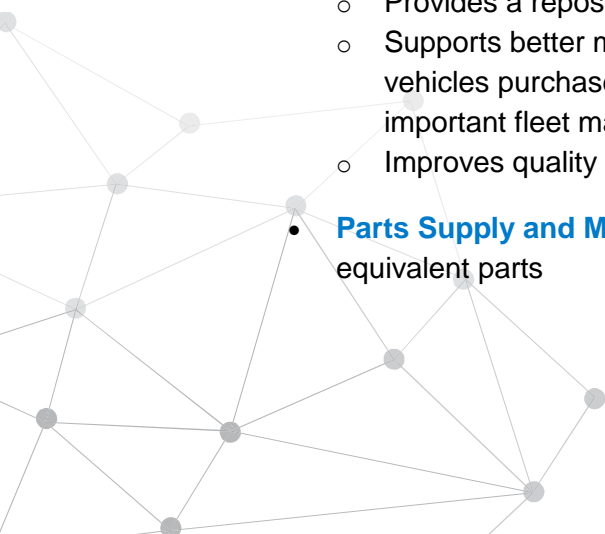 ○ Provides a repos
○ Supports better m
vehicles purchase
important fleet ma
○ Improves quality
• Parts Supply and M
equivalent parts